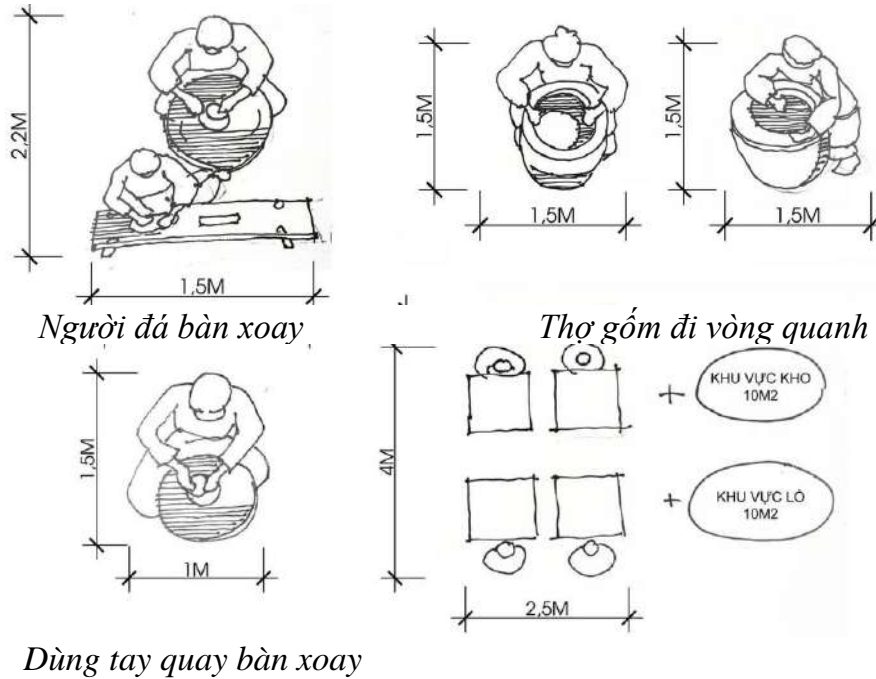 2,2M
1,5M
1,5M
1,5M
1,5M
1,5M
Người đá bàn xoay
Thợ gốm đi vòng quanh
1,5M
1M
4M
2,5M
KHU VỰC KHO
10M2
KHU VỰC LÒ
10M2
Dùng tay quay bàn xoay